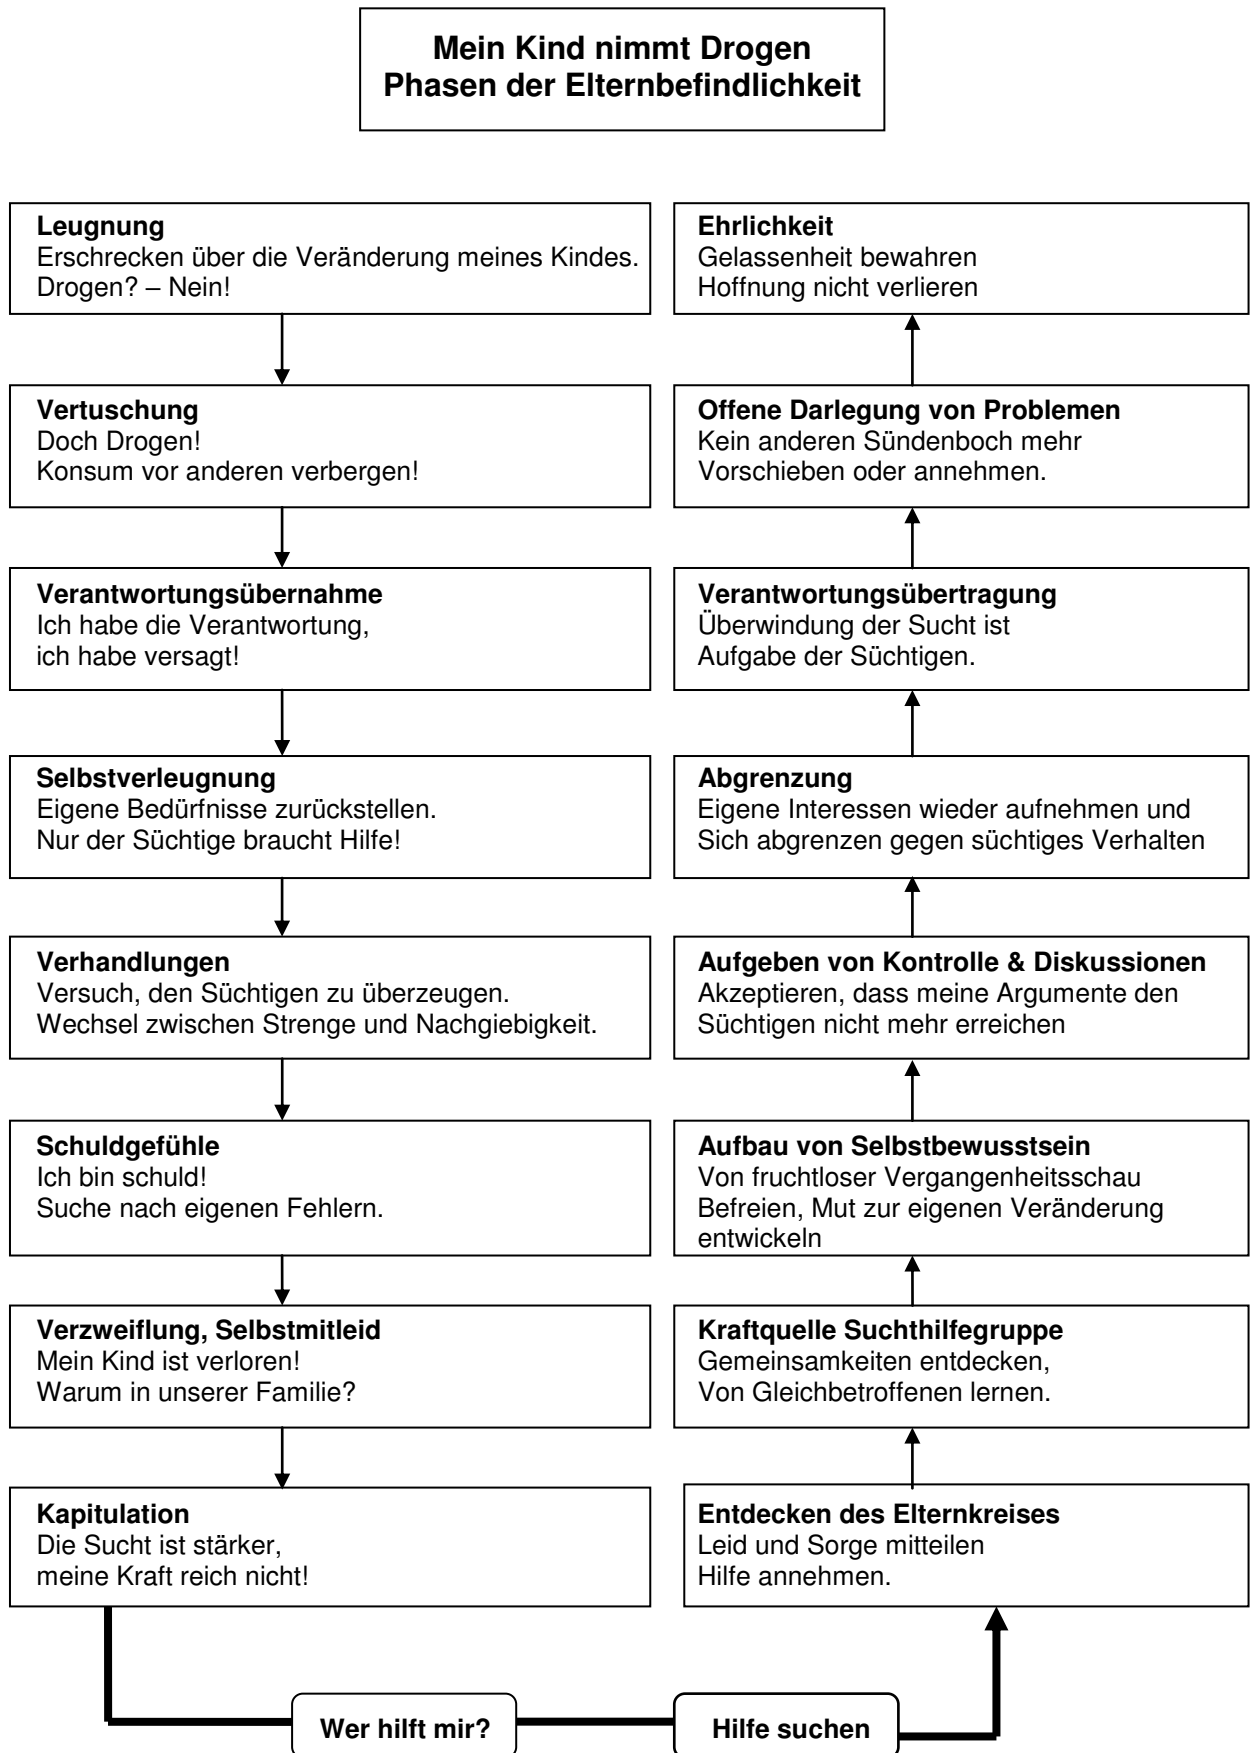 Mein Kind nimmt Drogen
Phasen der Elternbefindlichkeit
Leugnung
Erschrecken über die Veränderung meines Kindes.
Drogen? – Nein!
Vertuschung
Doch Drogen!
Konsum vor anderen verbergen!
Verantwortungsübernahme
Ich habe die Verantwortung,
ich habe versagt!
Selbstverleugnung
Eigene Bedürfnisse zurückstellen.
Nur der Süchtige braucht Hilfe!
Verhandlungen
Versuch, den Süchtigen zu überzeugen.
Wechsel zwischen Strenge und Nachgiebigkeit.
Schuldgefühle
Ich bin schuld!
Suche nach eigenen Fehlern.
Verzweiflung, Selbstmitleid
Mein Kind ist verloren!
Warum in unserer Familie?
Kapitulation
Die Sucht ist stärker,
meine Kraft reich nicht!
Wer hilft mir?
Hilfe suchen
Entdecken des Elternkreises
Leid und Sorge mitteilen
Hilfe annehmen.
Kraftquelle Suchthilfegruppe
Gemeinsamkeiten entdecken,
Von Gleichbetroffenen lernen.
Aufbau von Selbstbewusstsein
Von fruchtloser Vergangenheitsschau
Befreien, Mut zur eigenen Veränderung
entwickeln
Aufgeben von Kontrolle & Diskussionen
Akzeptieren, dass meine Argumente den
Süchtigen nicht mehr erreichen
Abgrenzung
Eigene Interessen wieder aufnehmen und
Sich abgrenzen gegen süchtiges Verhalten
Verantwortungsübertragung
Überwindung der Sucht ist
Aufgabe der Süchtigen.
Offene Darlegung von Problemen
Kein anderen Sündenboch mehr
Vorschieben oder annehmen.
Ehrlichkeit
Gelassenheit bewahren
Hoffnung nicht verlieren